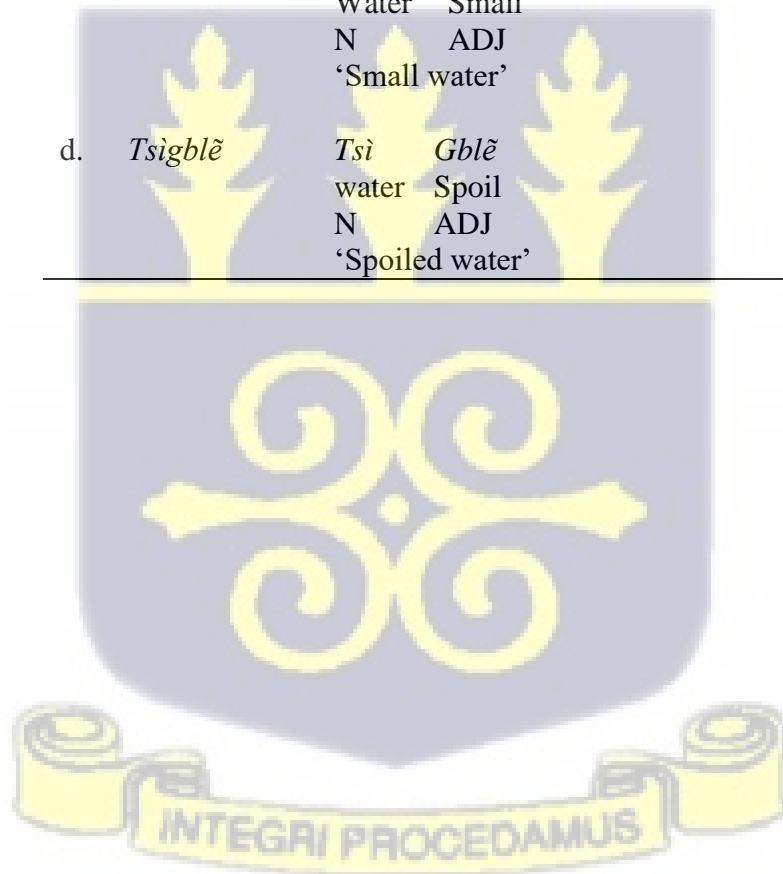 Water Small
N ADJ
‘Small water’
d. Tsìgblẽ Tsì Gblẽ
water Spoil
N ADJ
‘Spoiled water’
INTEGRI PROCEDAMUS